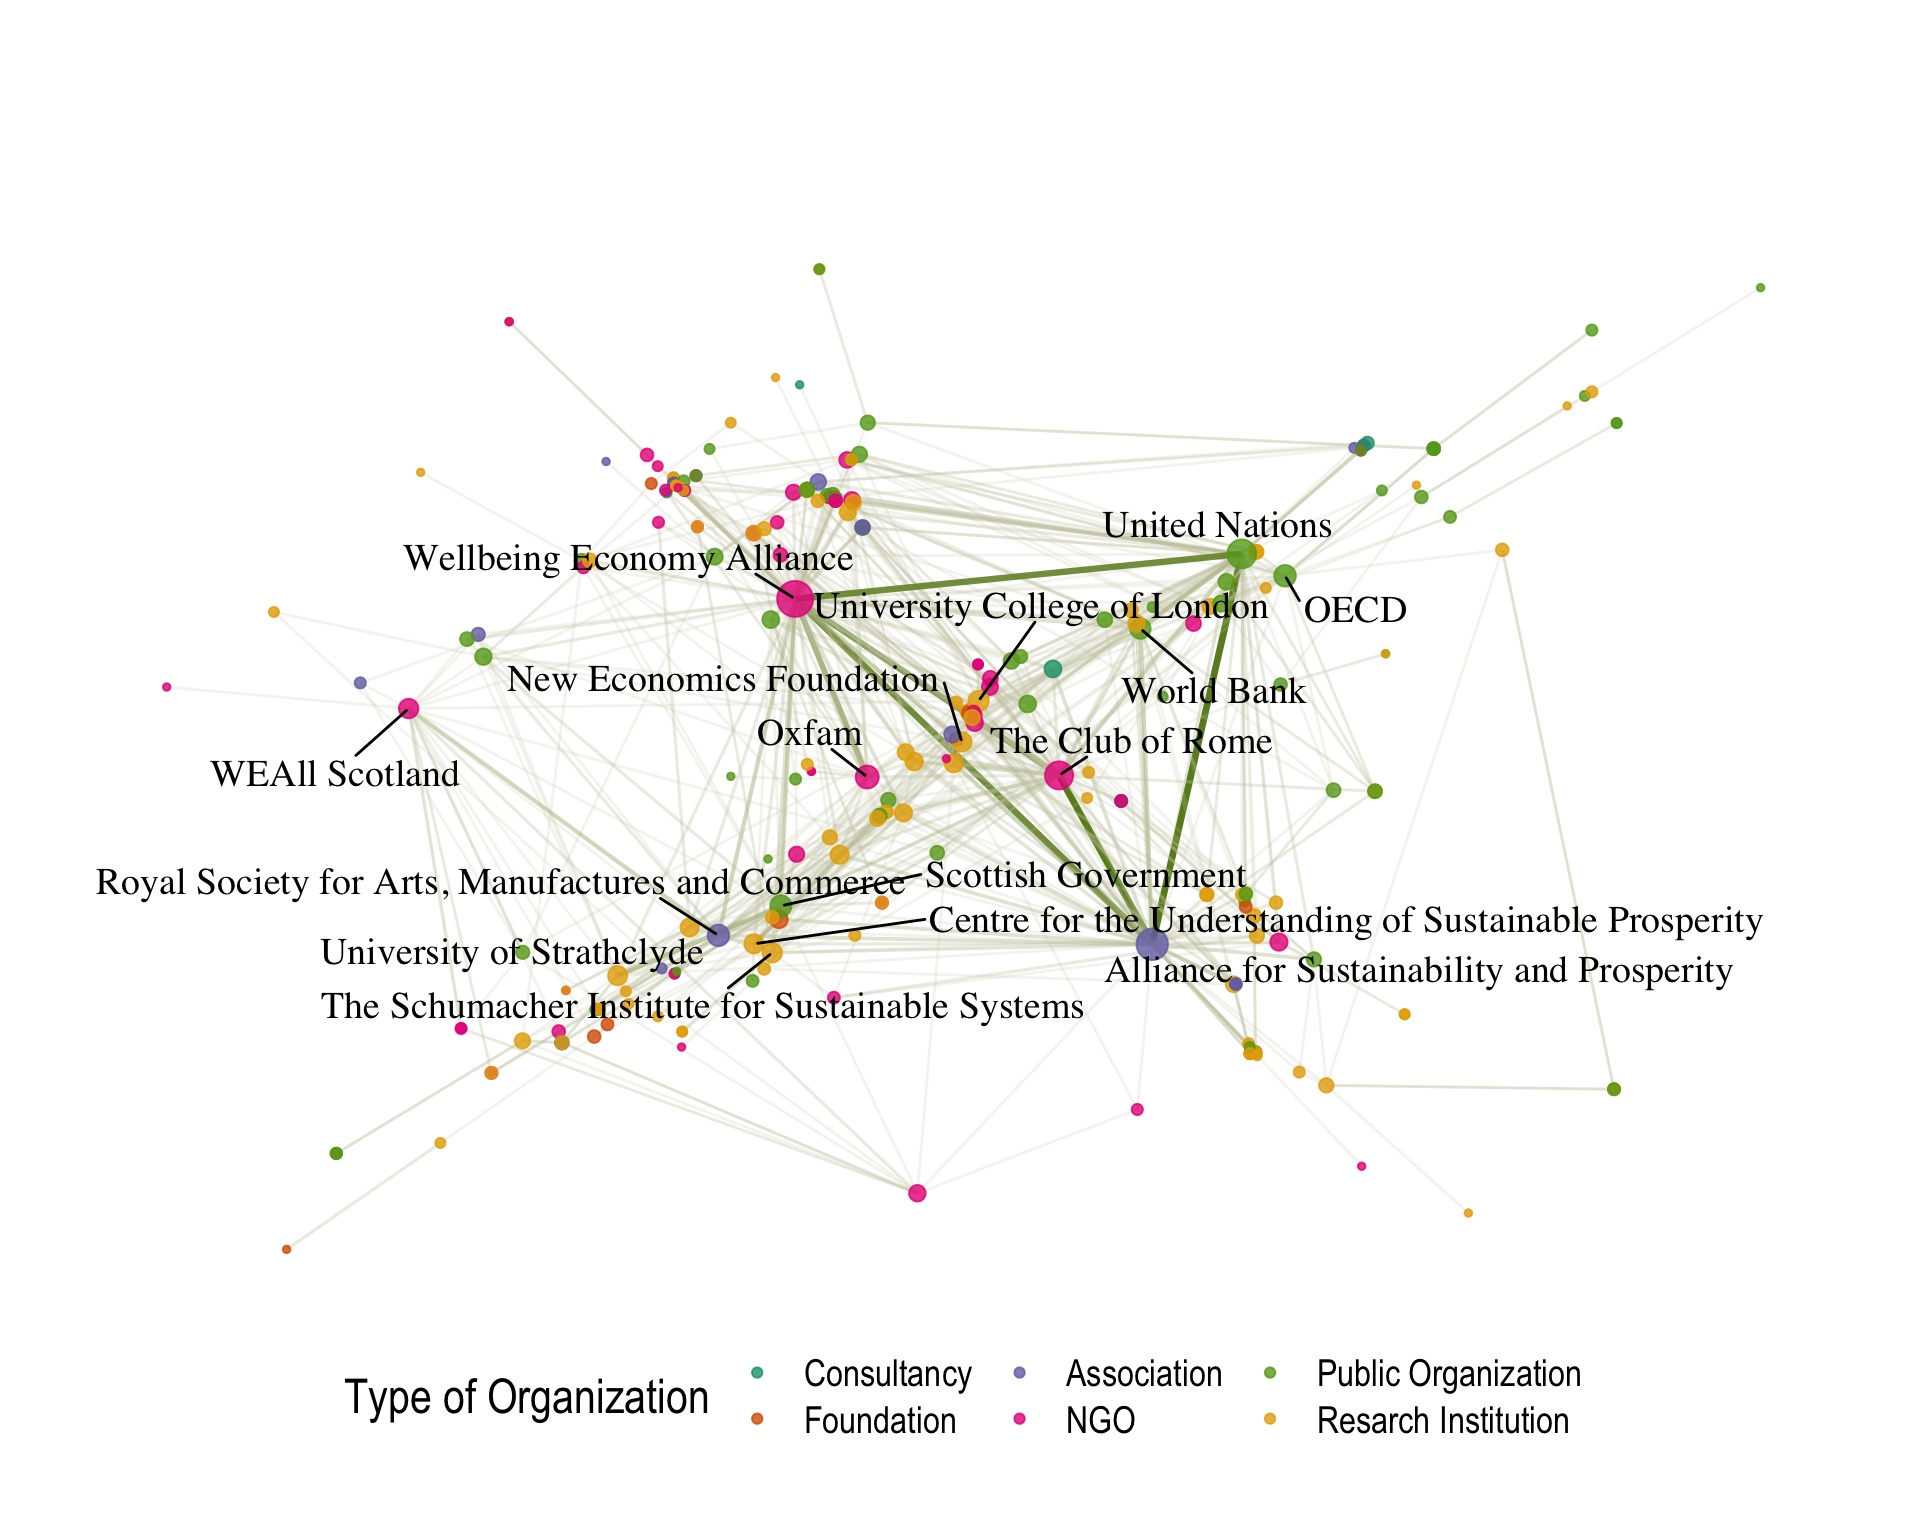 United Nations
Wellbeing Economy Alliance
University College of London
OECD
New Economics Foundation
World Bank
Oxfam
The Club of Rome
WEAll Scotland
Royal Society for Arts, Manufactures and Commerce
Scottish Government
Centre for the Understanding of Sustainable Prosperity
University of Strathclyde
Alliance for Sustainability and Prosperity
The Schumacher Institute for Sustainable Systems
Type of Organization
Consultancy
Association
Public Organization
Foundation
NGO
Resarch Institution